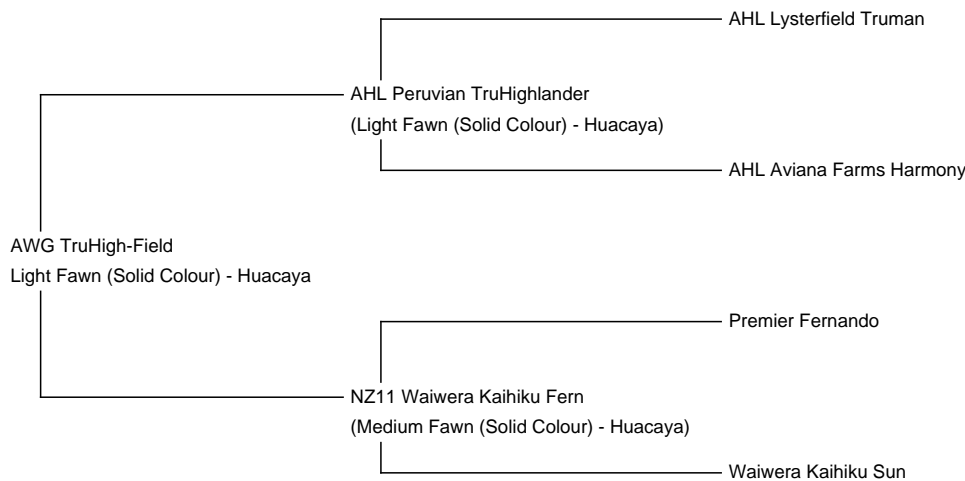 AHL Lysterfield Truman
AHL Peruvian TruHighlander
(Light Fawn (Solid Colour) - Huacaya)
AHL Aviana Farms Harmony
AWG TruHigh-Field
Light Fawn (Solid Colour) - Huacaya
Premier Fernando
NZ11 Waiwera Kaihiku Fern
(Medium Fawn (Solid Colour) - Huacaya)
Waiwera Kaihiku Sun